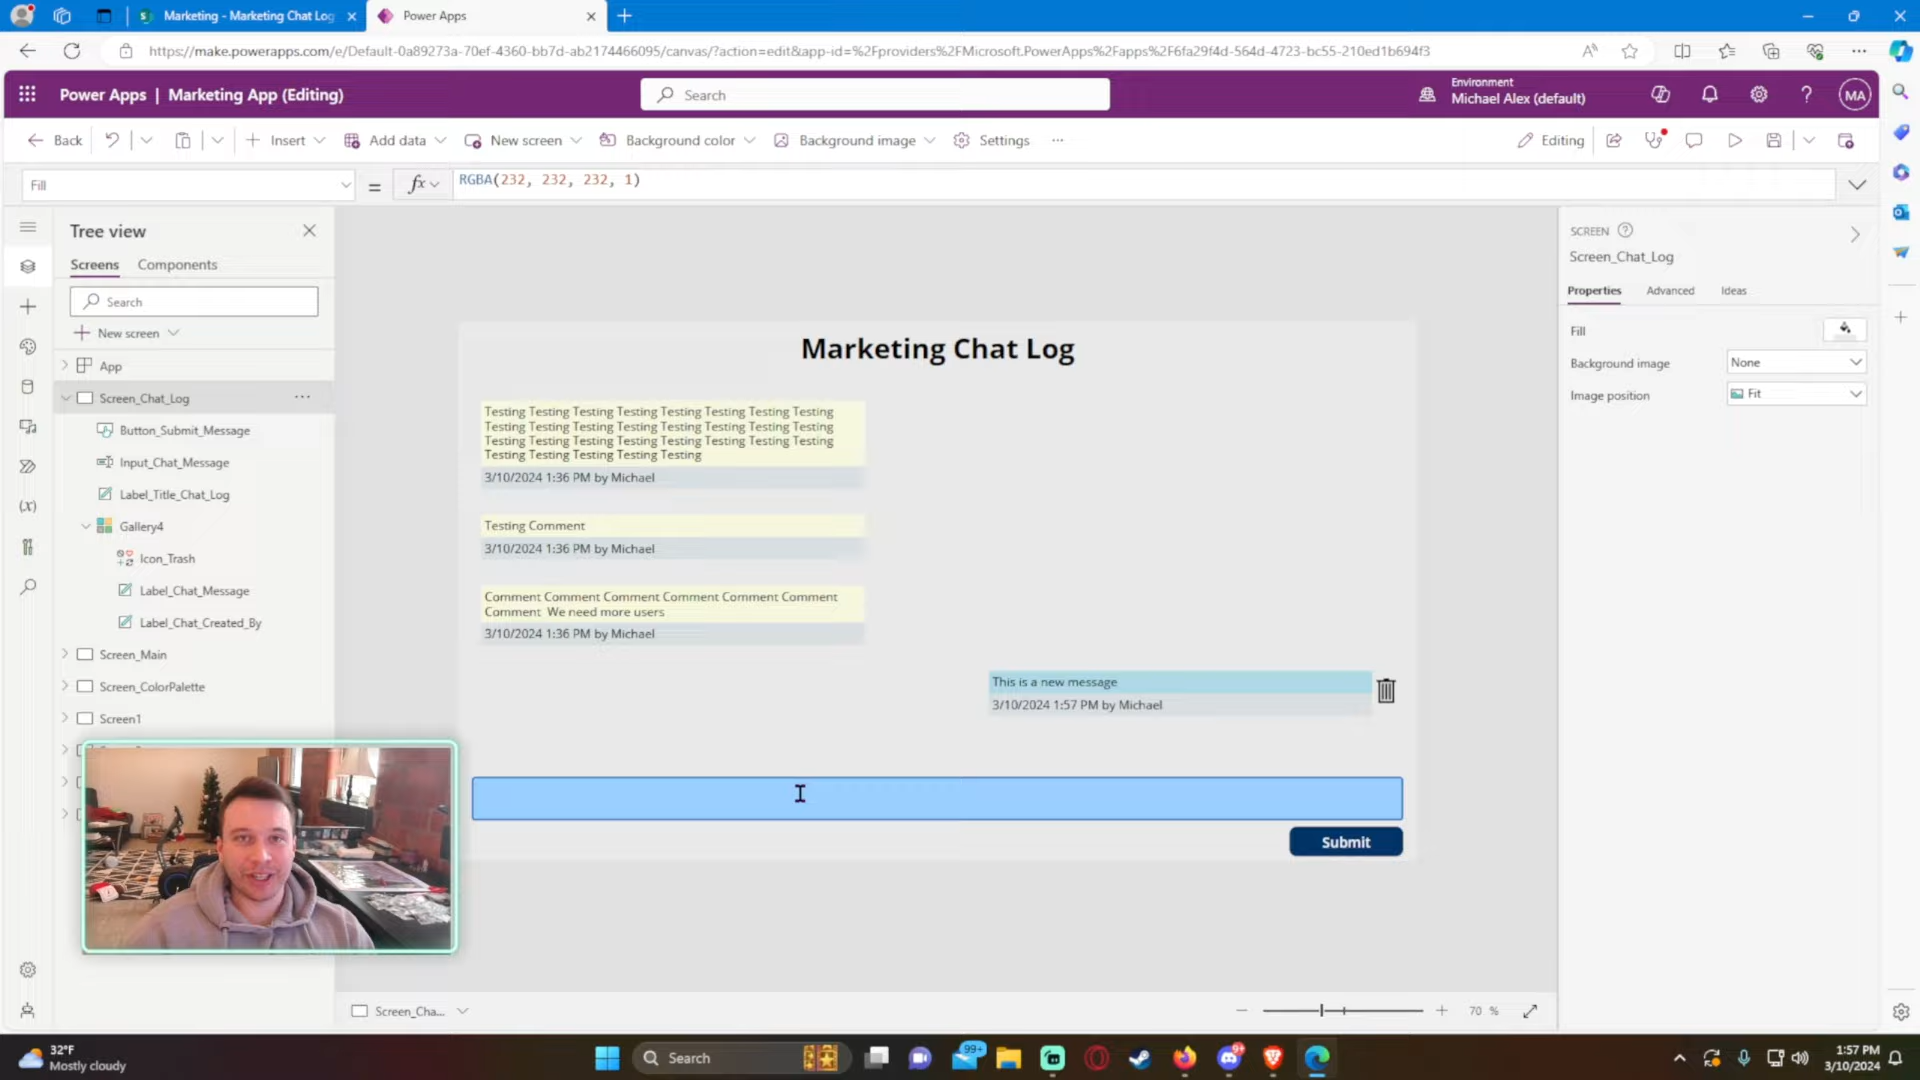 Marketing - Marketing Chat Log
Power Apps
https://make.powerapps.com/e/Default-0a89273a-70ef-4360-bb7d-ab2174466095/canvas/?action=edit&app-id=%2Fproviders%2FMicrosoft.PowerApps%2Fapps%2F6fa29f4d-564d-4723-bc55-210ed1b694f3
Power Apps | Marketing App (Editing)
Search
Environment
Michael Alex (default)
MA
Back
Insert
Add data
New screen
Background color
Background image
Settings
Editing
Fill
=
fx
RGBA(232, 232, 232, 1)
Tree view
Screens
Components
Search
New screen
App
Screen_Chat_Log
Button_Submit_Message
Input_Chat_Message
Label_Title_Chat_Log
Gallery4
Icon_Trash
Label_Chat_Message
Label_Chat_Created_By
Screen_Main
Screen_ColorPalette
Screen1
Marketing Chat Log
Testing Testing Testing Testing Testing Testing Testing Testing
Testing Testing Testing Testing Testing Testing Testing Testing
Testing Testing Testing Testing Testing Testing Testing Testing
Testing Testing Testing Testing Testing
3/10/2024 1:36 PM by Michael
Testing Comment
3/10/2024 1:36 PM by Michael
Comment Comment Comment Comment Comment Comment
Comment We need more users
3/10/2024 1:36 PM by Michael
This is a new message
3/10/2024 1:57 PM by Michael
Submit
SCREEN
Screen_Chat_Log
Properties
Advanced
Ideas
Fill
Background image
None
Image position
Fit
Screen_Cha...
70 %
32°F
Mostly cloudy
Search
99+
9+
1:57 PM
3/10/2024